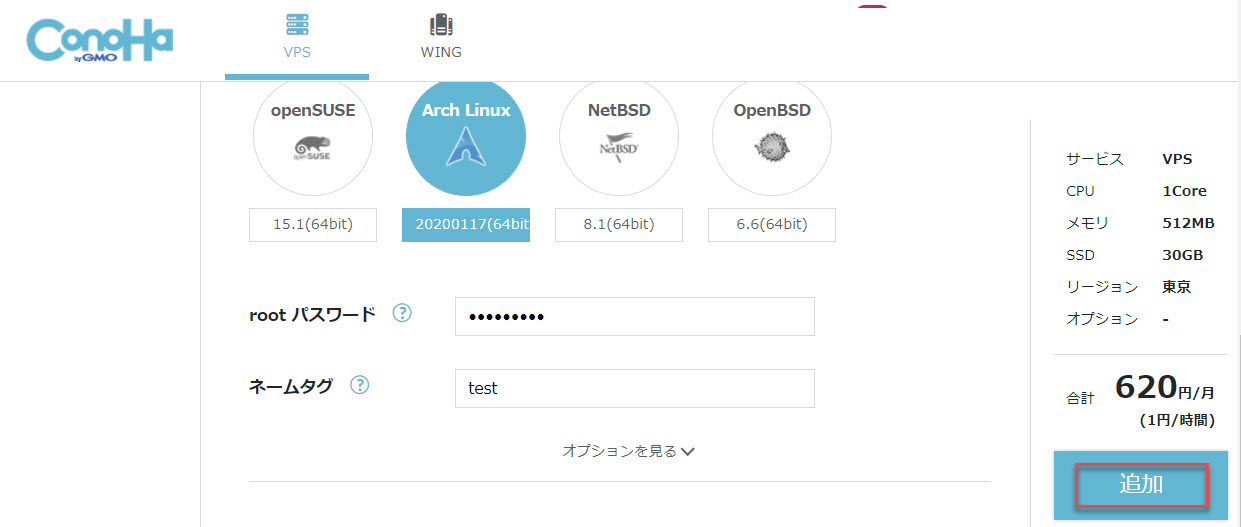 ConoHa
by GMO
VPS
WING
openSUSE
Arch Linux
NetBSD
OpenBSD
openSUSE
NetBSD
15.1(64bit)
20200117(64bit
8.1(64bit)
6.6(64bit)
root パスワード ?
•••••••••
ネームタグ ?
test
オプションを見る
サービス VPS
CPU 1Core
メモリ 512MB
SSD 30GB
リージョン 東京
オプション -
合計 620円/月
(1円/時間)
追加